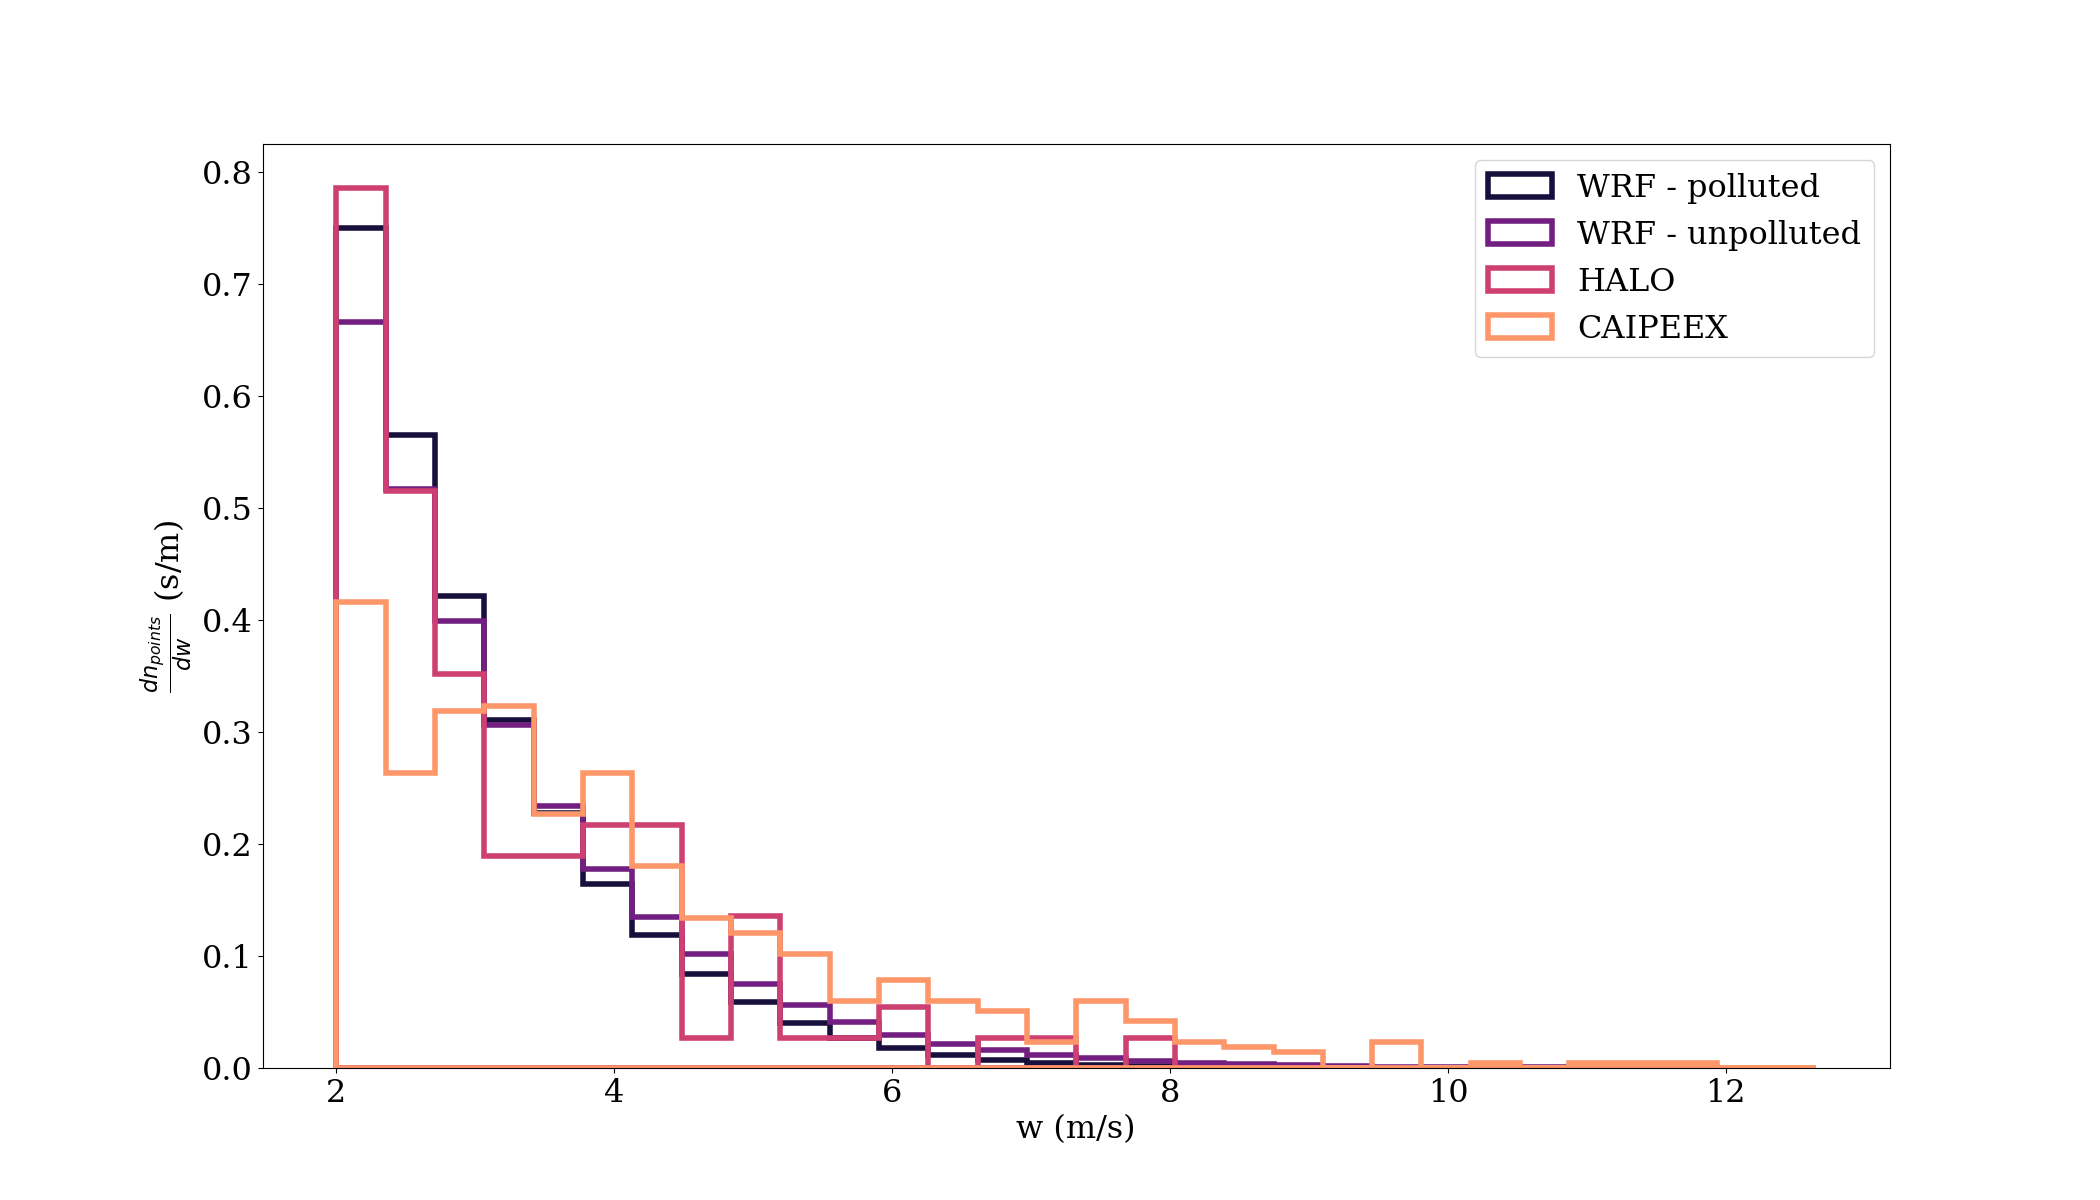 WRF - polluted
WRF - unpolluted
HALO
CAIPEEX
0.8
0.7
0.6
0.5
0.4
0.3
0.2
0.1
0.0
dn_points/dw (s/m)
2 4 6 8 10 12
w (m/s)